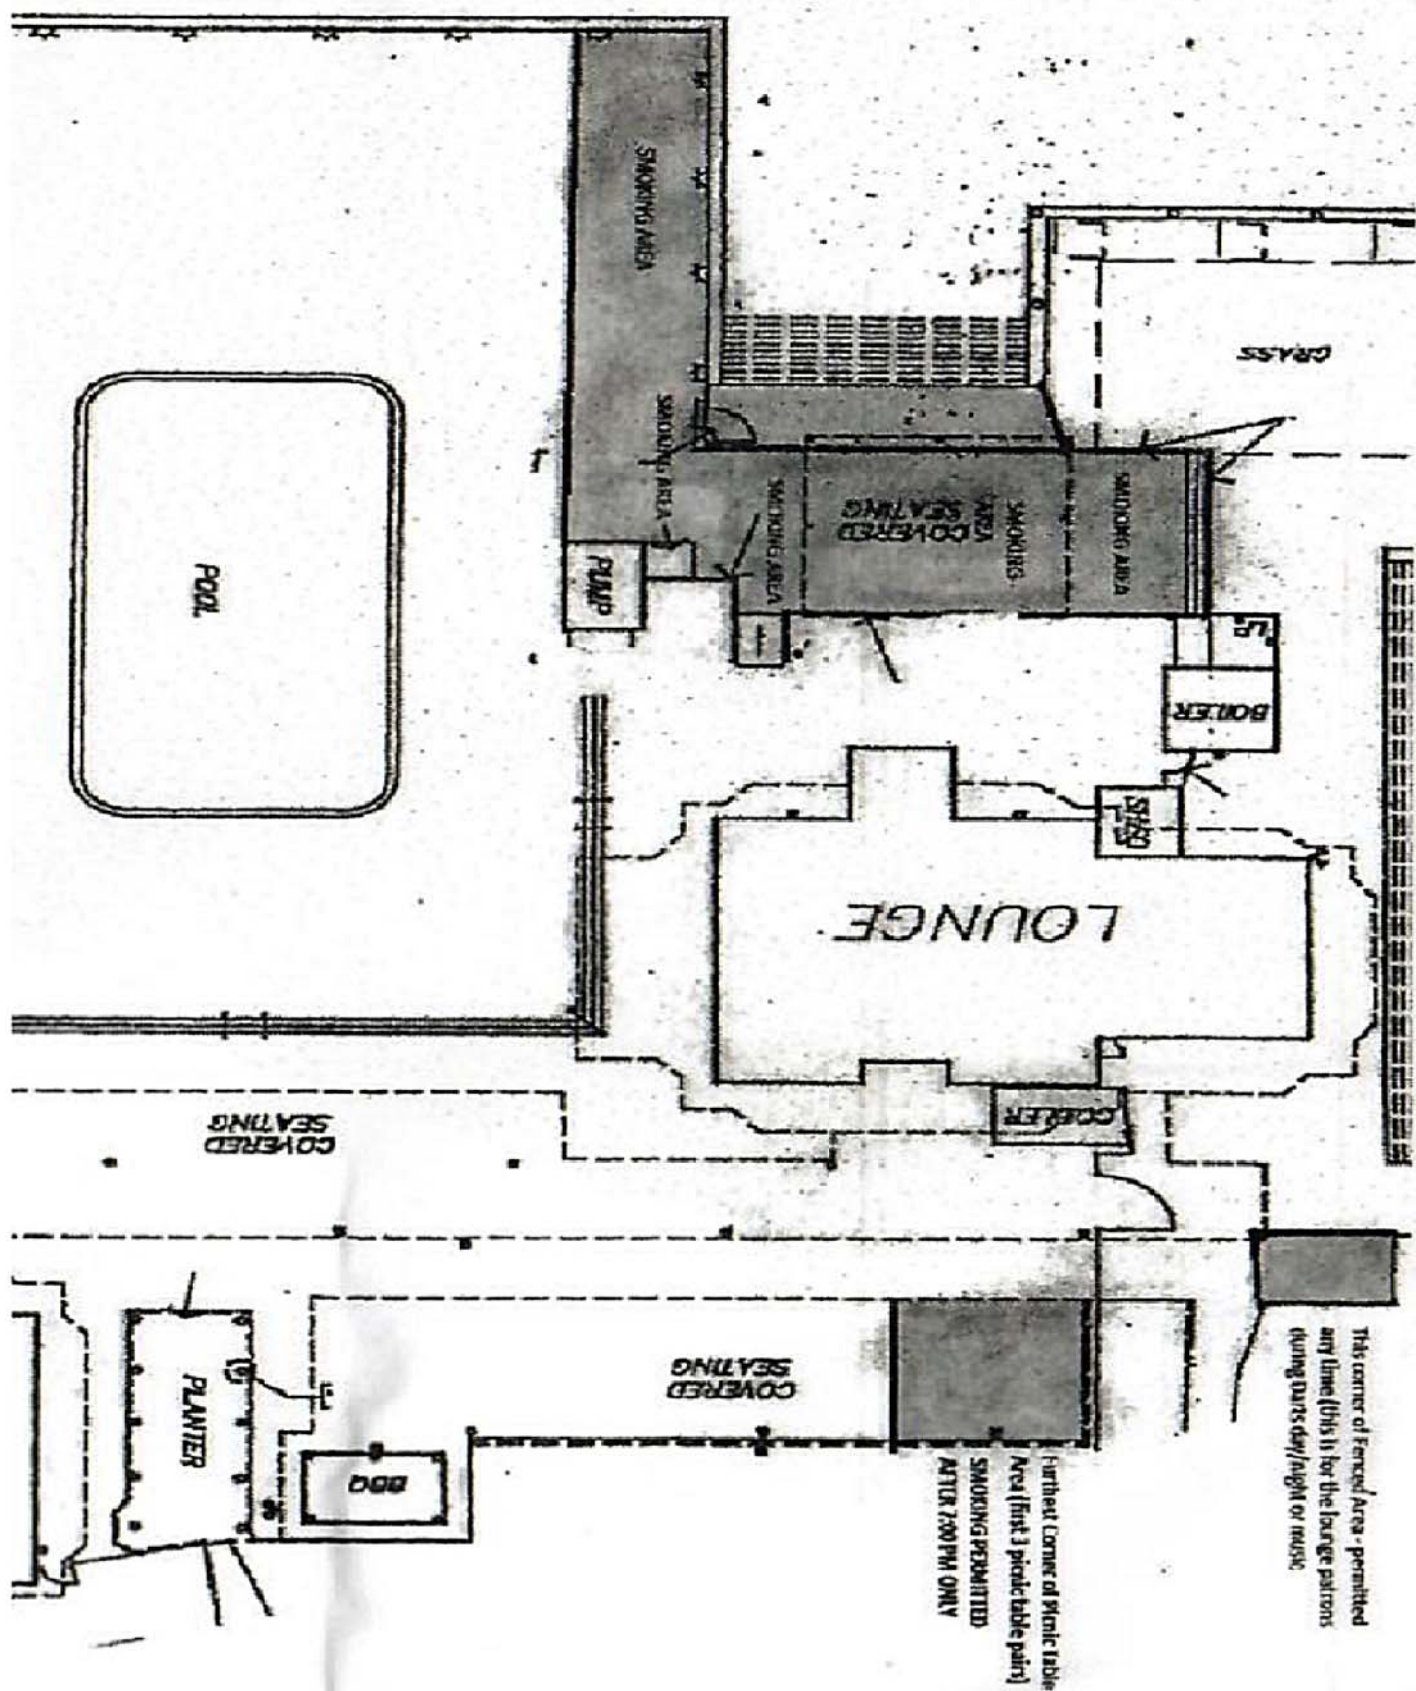 SMOKING AREA
GRASS
SMOKING AREA
SMOKING AREA
COVERED
SEATING
SMOKING
AREA
SMOKING AREA
PUMP
POOL
BOILER
SHED
LOUNGE
COOLER
COVERED
SEATING
COVERED
SEATING
PLANTER
BBQ
This corner of Fenced Area - permitted
any time (this is for the lounge patrons
during Darts day/night or music
Furthest Corner of Picnic Table
Area (First 3 picnic table pairs)
SMOKING PERMITTED
AFTER 7:00 PM ONLY